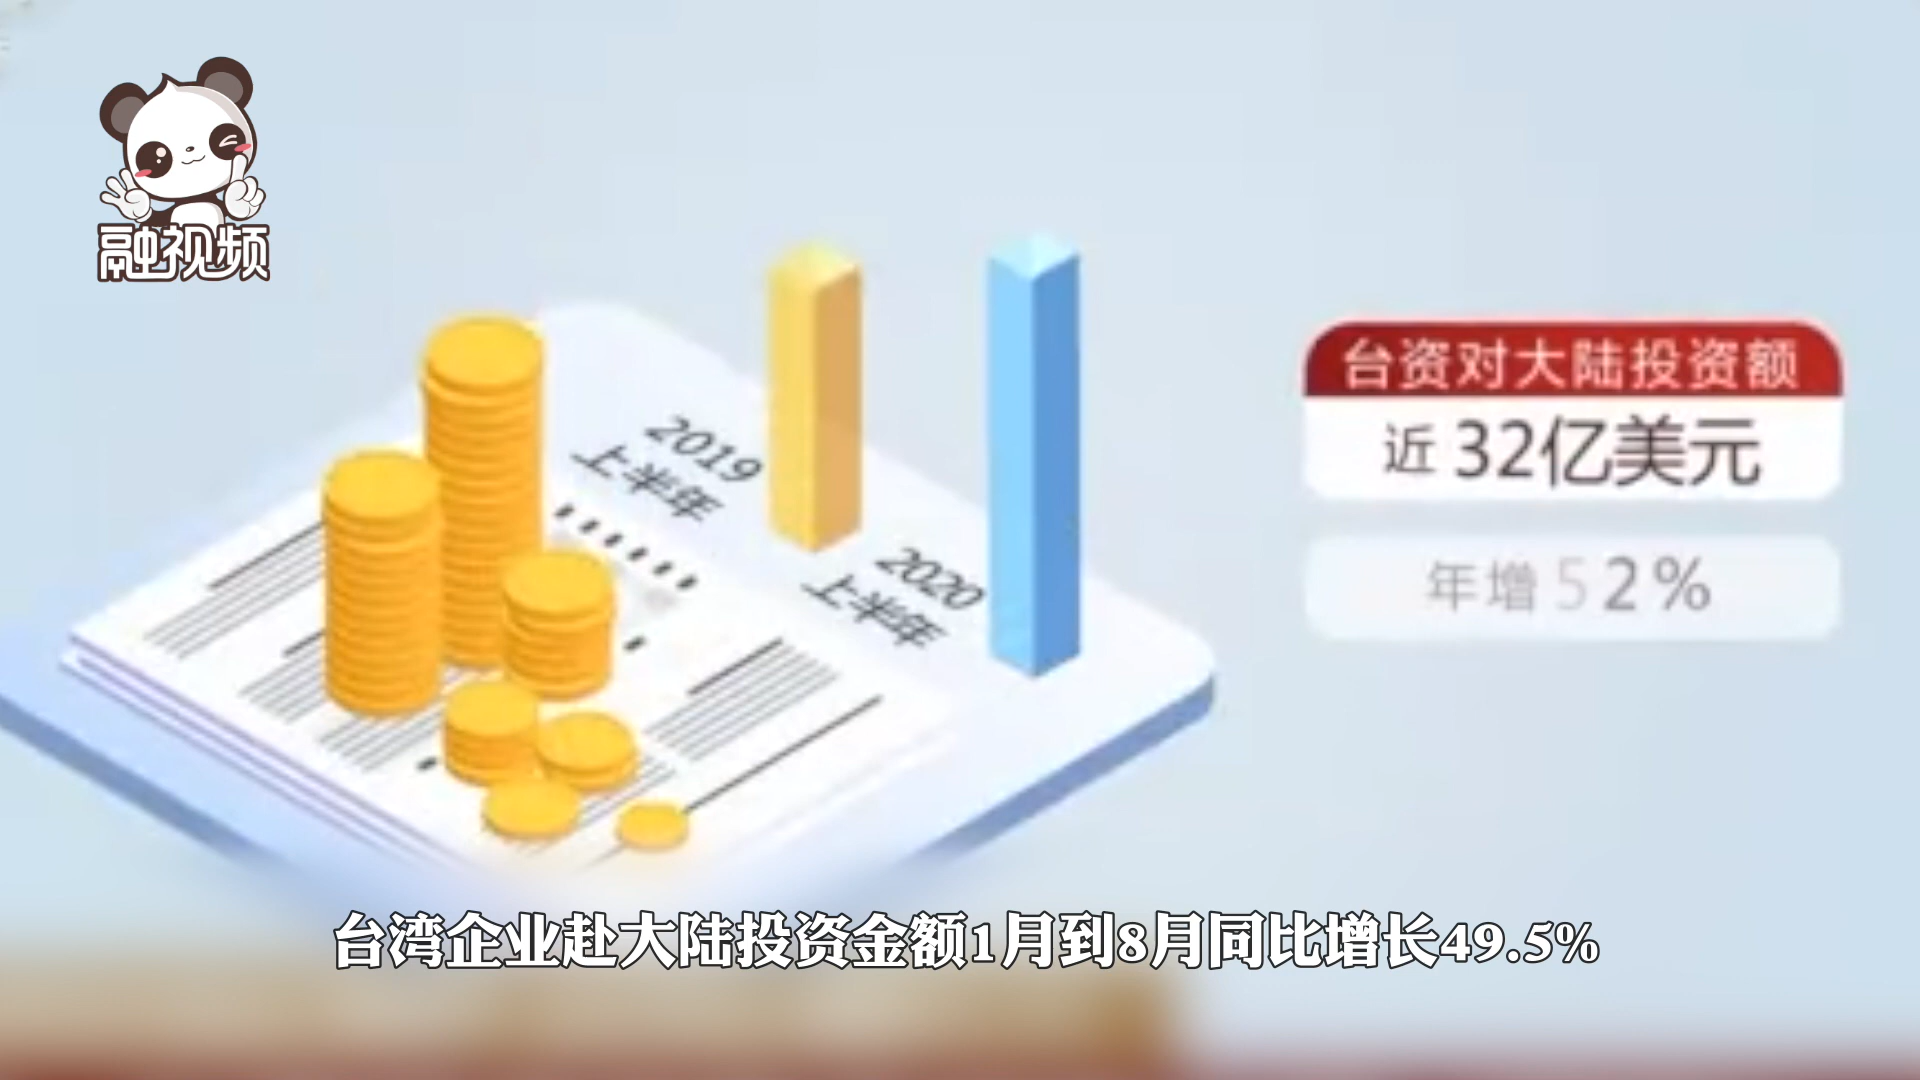 融视频
2019
上半年
2020
上半年
台资对大陆投资额
近32亿美元
年增52%
台湾企业赴大陆投资金额1月到8月同比增长49.5%